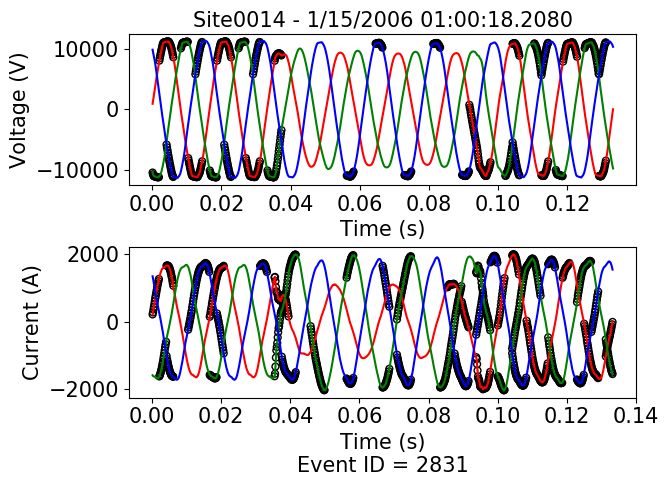 Site0014 - 1/15/2006 01:00:18.2080
Voltage (V)
10000
0
−10000
0.00 0.02 0.04 0.06 0.08 0.10 0.12
Time (s)
Current (A)
2000
0
−2000
0.00 0.02 0.04 0.06 0.08 0.10 0.12 0.14
Time (s)
Event ID = 2831